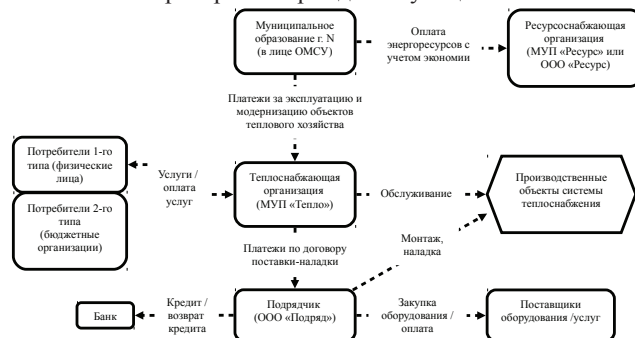 Муниципальное
образование г. N
(в лице ОМСУ)
Оплата
энергоресурсов с
учетом экономии
Ресурсоснабжающая
организация
(МУП «Ресурс» или
ООО «Ресурс)
Платежи за эксплуатацию и
модернизацию объектов
теплового хозяйства
Потребители 1-го
типа (физические
лица)
Потребители 2-го
типа
(бюджетные
организации)
Услуги /
оплата
услуг
Теплоснабжающая
организация
(МУП «Тепло»)
Обслуживание
Производственные
объекты системы
теплоснабжения
Платежи по договору
поставки-наладки
Монтаж,
наладка
Банк
Кредит /
возврат
кредита
Подрядчик
(ООО «Подряд»)
Закупка
оборудования /
оплата
Поставщики
оборудования /услуг